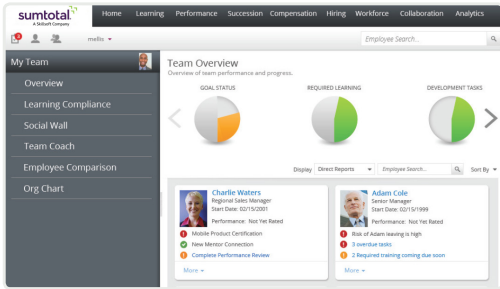 sumtotal.
A Skillsoft Company
Home Learning Performance Succession Compensation Hiring Workforce Collaboration Analytics
mellis
Employee Search...
My Team
Team Overview
Overview of team performance and progress.
Overview
Learning Compliance
Social Wall
Team Coach
Employee Comparison
Org Chart
GOAL STATUS REQUIRED LEARNING DEVELOPMENT TASKS
Display Direct Reports Employee Search... Sort By
Charlie Waters
Regional Sales Manager
Start Date: 02/15/2001
Performance: Not Yet Rated
Mobile Product Certification
New Mentor Connection
Complete Performance Review
More
Adam Cole
Senior Manager
Start Date: 02/15/1999
Performance: Not Yet Rated
Risk of Adam leaving is high
3 overdue tasks
2 Required training coming due soon
More